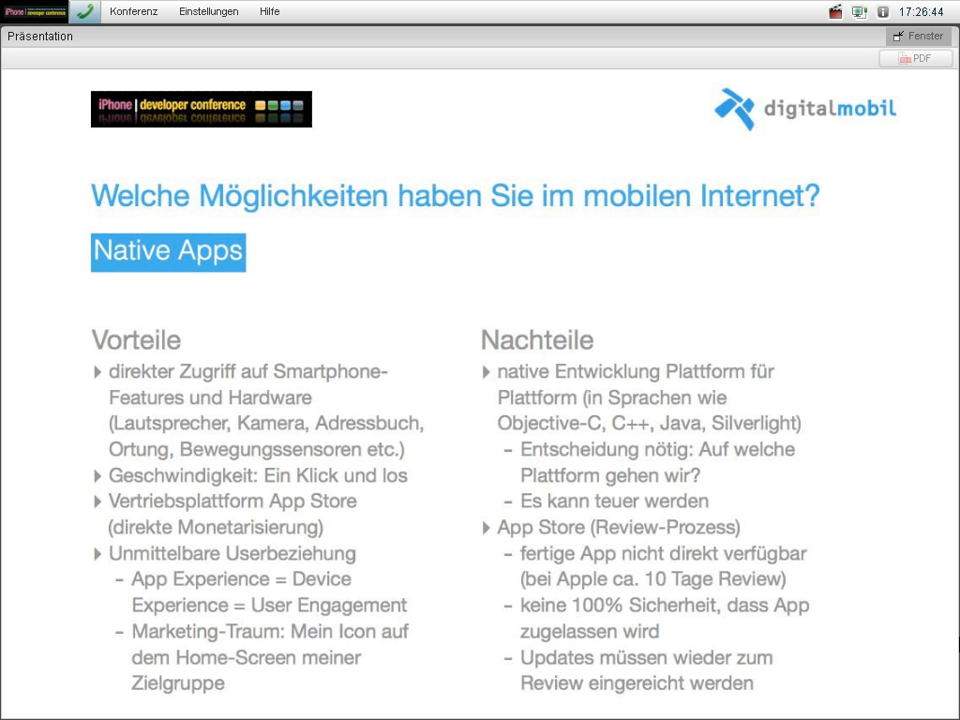 iPhone developer conference Konferenz Einstellungen Hilfe 17:26:44
Präsentation Fenster
PDF
iPhone | developer conference
digitalmobil
Welche Möglichkeiten haben Sie im mobilen Internet?
Native Apps
Vorteile
direkter Zugriff auf Smartphone-
Features und Hardware
(Lautsprecher, Kamera, Adressbuch,
Ortung, Bewegungssensoren etc.)
Geschwindigkeit: Ein Klick und los
Vertriebsplattform App Store
(direkte Monetarisierung)
Unmittelbare Userbeziehung
- App Experience = Device
Experience = User Engagement
- Marketing-Traum: Mein Icon auf
dem Home-Screen meiner
Zielgruppe
Nachteile
native Entwicklung Plattform für
Plattform (in Sprachen wie
Objective-C, C++, Java, Silverlight)
- Entscheidung nötig: Auf welche
Plattform gehen wir?
- Es kann teuer werden
App Store (Review-Prozess)
- fertige App nicht direkt verfügbar
(bei Apple ca. 10 Tage Review)
- keine 100% Sicherheit, dass App
zugelassen wird
- Updates müssen wieder zum
Review eingereicht werden